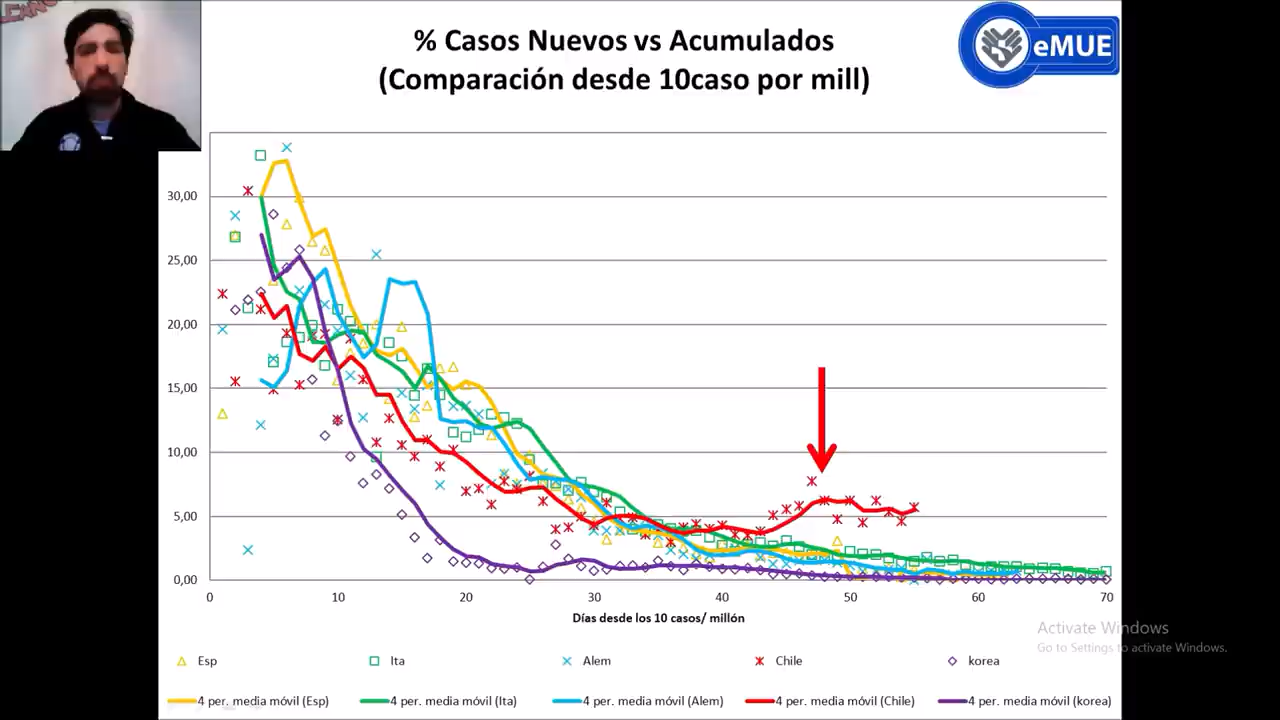 % Casos Nuevos vs Acumulados
(Comparación desde 10caso por mill)
eMUE
30,00
25,00
20,00
15,00
10,00
5,00
0,00
0 10 20 30 40 50 60 70
Días desde los 10 casos/ millón
Activate Windows
Go to Settings to activate Windows.
Esp Ita Alem Chile korea
4 per. media móvil (Esp) 4 per. media móvil (Ita) 4 per. media móvil (Alem) 4 per. media móvil (Chile) 4 per. media móvil (korea)